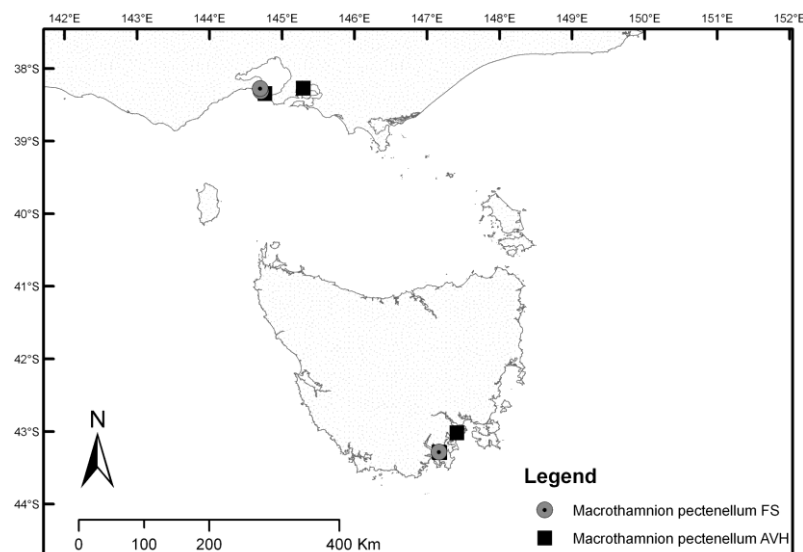 142°E 143°E 144°E 145°E 146°E 147°E 148°E 149°E 150°E 151°E 152°E
38°S
39°S
40°S
41°S
42°S
43°S
44°S
N
0 100 200 400 Km
Legend
Macrothamnion pectenellum FS
Macrothamnion pectenellum AVH